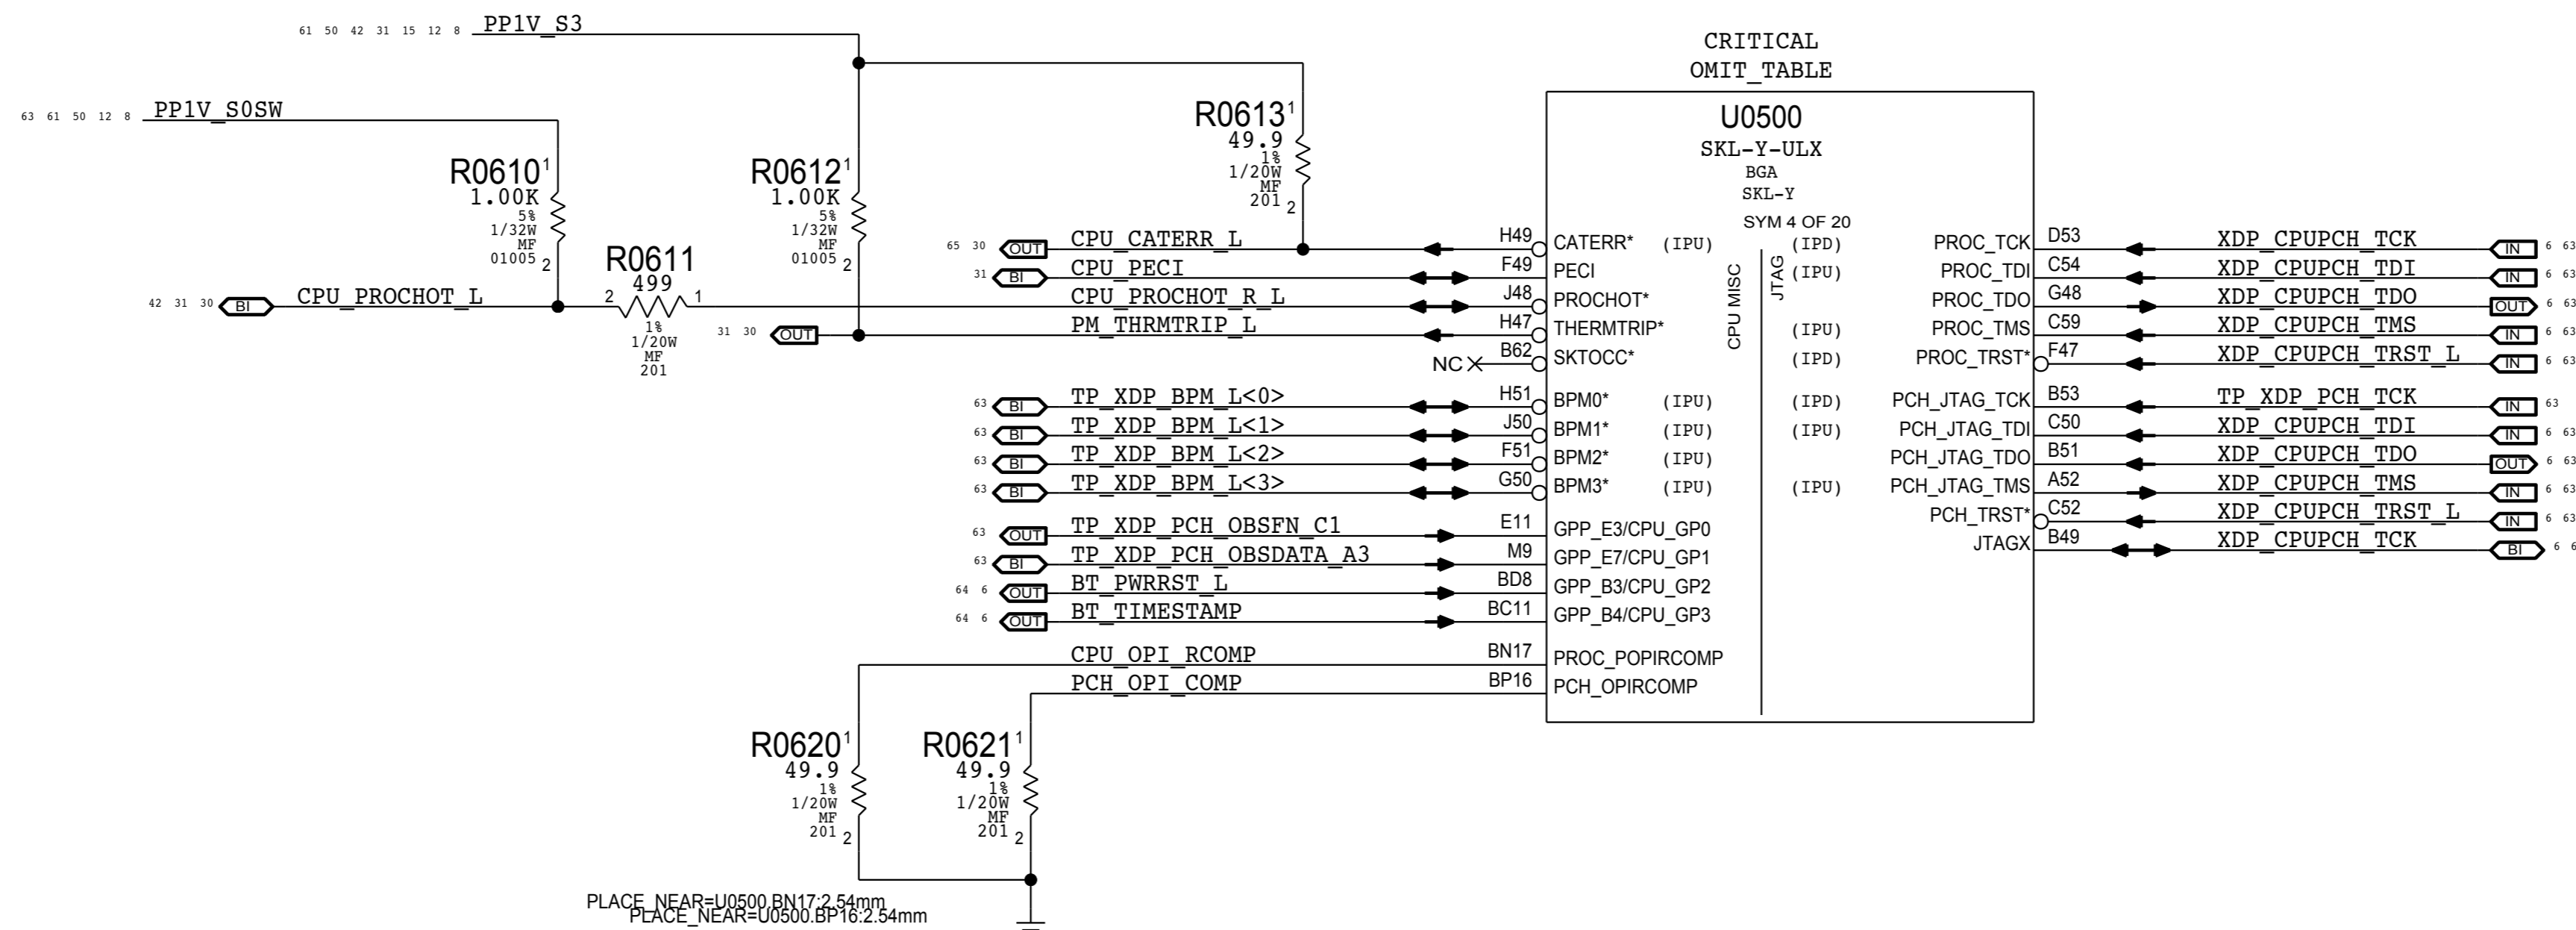 61 50 42 31 15 12 8 PP1V_S3
63 61 50 12 8 PP1V_S0SW
R0610 1
1.00K
5%
1/32W
MF
01005 2
R0612 1
1.00K
5%
1/32W
MF
01005 2
R0613 1
49.9
1%
1/20W
MF
201 2
R0611
2 499 1
1%
1/20W
MF
201
42 31 30 BI CPU_PROCHOT_L
CRITICAL
OMIT_TABLE
U0500
SKL-Y-ULX
BGA
SKL-Y
SYM 4 OF 20
CPU MISC
JTAG
65 30 OUT CPU_CATERR_L H49 CATERR* (IPU)
31 BI CPU_PECI F49 PECI
CPU_PROCHOT_R_L J48 PROCHOT*
31 30 OUT PM_THRMTRIP_L H47 THERMTRIP*
NC B62 SKTOCC*
63 BI TP_XDP_BPM_L<0> H51 BPM0* (IPU)
63 BI TP_XDP_BPM_L<1> J50 BPM1* (IPU)
63 BI TP_XDP_BPM_L<2> F51 BPM2* (IPU)
63 BI TP_XDP_BPM_L<3> G50 BPM3* (IPU)
63 OUT TP_XDP_PCH_OBSFN_C1 E11 GPP_E3/CPU_GP0
63 BI TP_XDP_PCH_OBSDATA_A3 M9 GPP_E7/CPU_GP1
64 6 OUT BT_PWRRST_L BD8 GPP_B3/CPU_GP2
64 6 OUT BT_TIMESTAMP BC11 GPP_B4/CPU_GP3
CPU_OPI_RCOMP BN17 PROC_POPIRCOMP
PCH_OPI_COMP BP16 PCH_OPIRCOMP
(IPD) PROC_TCK D53 XDP_CPUPCH_TCK IN 6 63
(IPU) PROC_TDI C54 XDP_CPUPCH_TDI IN 6 63
PROC_TDO G48 XDP_CPUPCH_TDO OUT 6 63
(IPU) PROC_TMS C59 XDP_CPUPCH_TMS IN 6 63
(IPD) PROC_TRST* F47 XDP_CPUPCH_TRST_L IN 6 63
(IPD) PCH_JTAG_TCK B53 TP_XDP_PCH_TCK IN 63
(IPU) PCH_JTAG_TDI C50 XDP_CPUPCH_TDI IN 6 63
PCH_JTAG_TDO B51 XDP_CPUPCH_TDO OUT 6 63
(IPU) PCH_JTAG_TMS A52 XDP_CPUPCH_TMS IN 6 63
PCH_TRST* C52 XDP_CPUPCH_TRST_L IN 6 63
JTAGX B49 XDP_CPUPCH_TCK BI 6 6
R0620 1
49.9
1%
1/20W
MF
201 2
R0621 1
49.9
1%
1/20W
MF
201 2
PLACE_NEAR=U0500.BN17:2.54mm
PLACE_NEAR=U0500.BP16:2.54mm